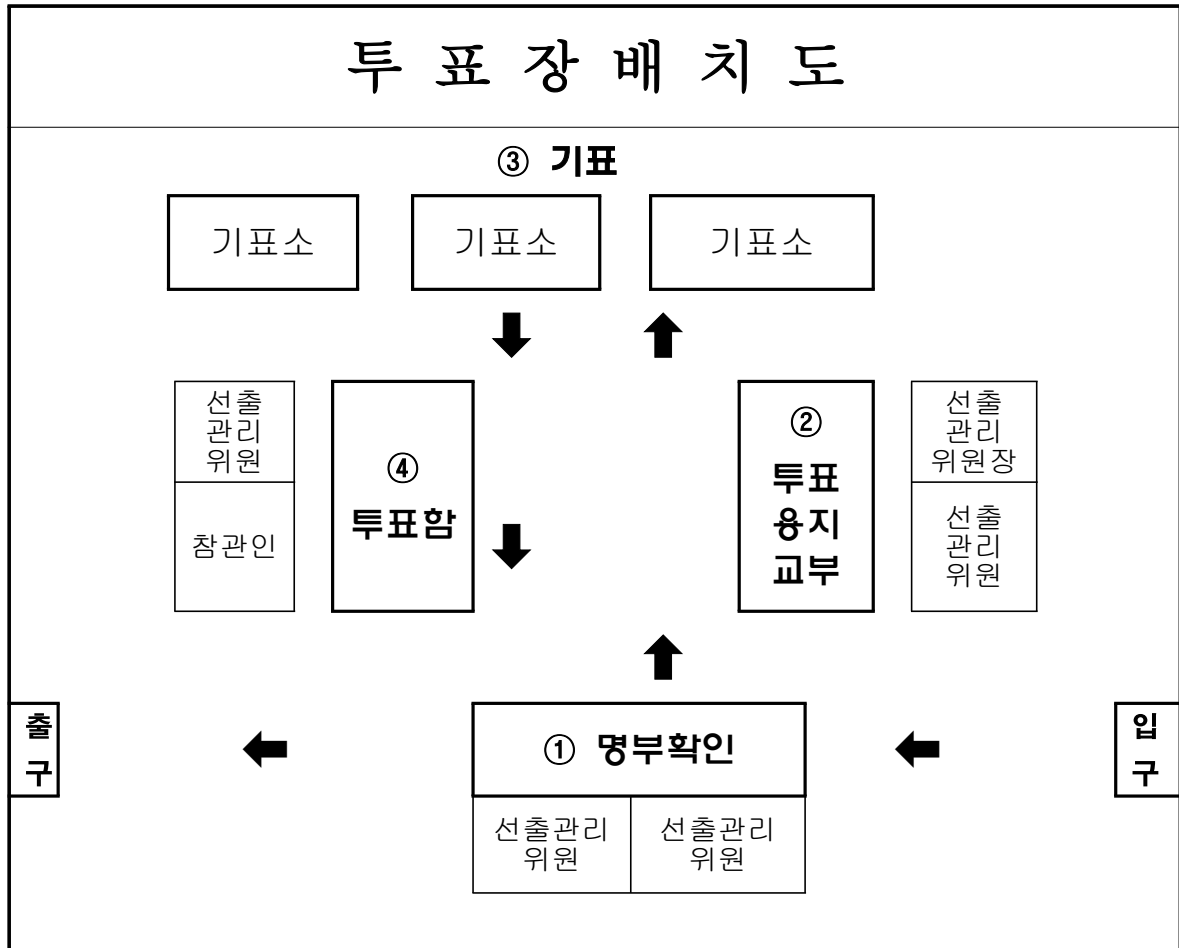 투 표 장 배 치 도
③ 기표
기표소
기표소
기표소
선출
관리
위원
참관인
④
투표함
②
투표
용지
교부
선출
관리
위원장
선출
관리
위원
출
구
① 명부확인
선출관리
위원
선출관리
위원
입
구